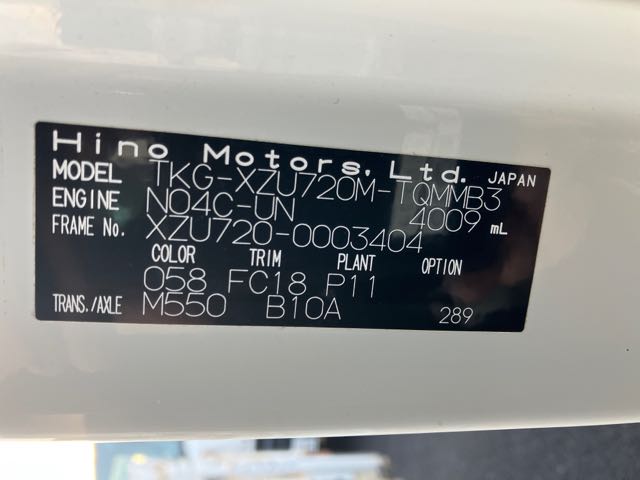 Hino Motors, Ltd. JAPAN
MODEL TKG-XZU720M-TQMMB3
ENGINE N04C-UN 4009 mL
FRAME No. XZU720-0003404
COLOR TRIM PLANT OPTION
058 FC18 P11
TRANS./AXLE M550 B10A 289